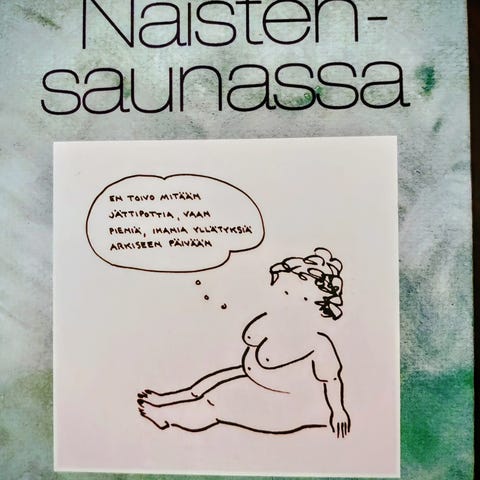 Naisten-
saunassa
EN TOIVO MITÄÄN
JÄTTIPOTTIA, VAAN
PIENIÄ, IHANIA YLLÄTYKSIÄ
ARKISEEN PÄIVÄÄN